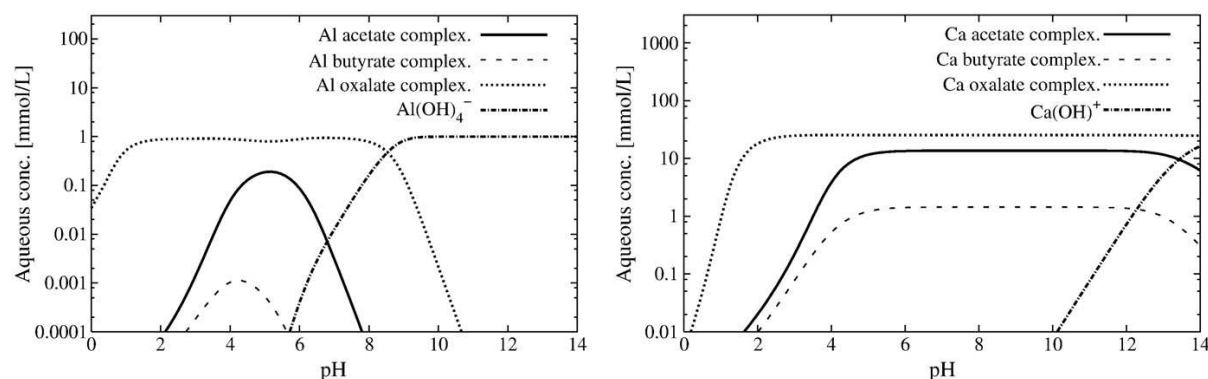 Aqueous conc. [mmol/L]
100
10
1
0.1
0.01
0.001
0.0001
Al acetate complex.
Al butyrate complex.
Al oxalate complex.
Al(OH)₄⁻
0 2 4 6 8 10 12 14
pH
Aqueous conc. [mmol/L]
1000
100
10
1
0.1
0.01
Ca acetate complex.
Ca butyrate complex.
Ca oxalate complex.
Ca(OH)⁺
0 2 4 6 8 10 12 14
pH